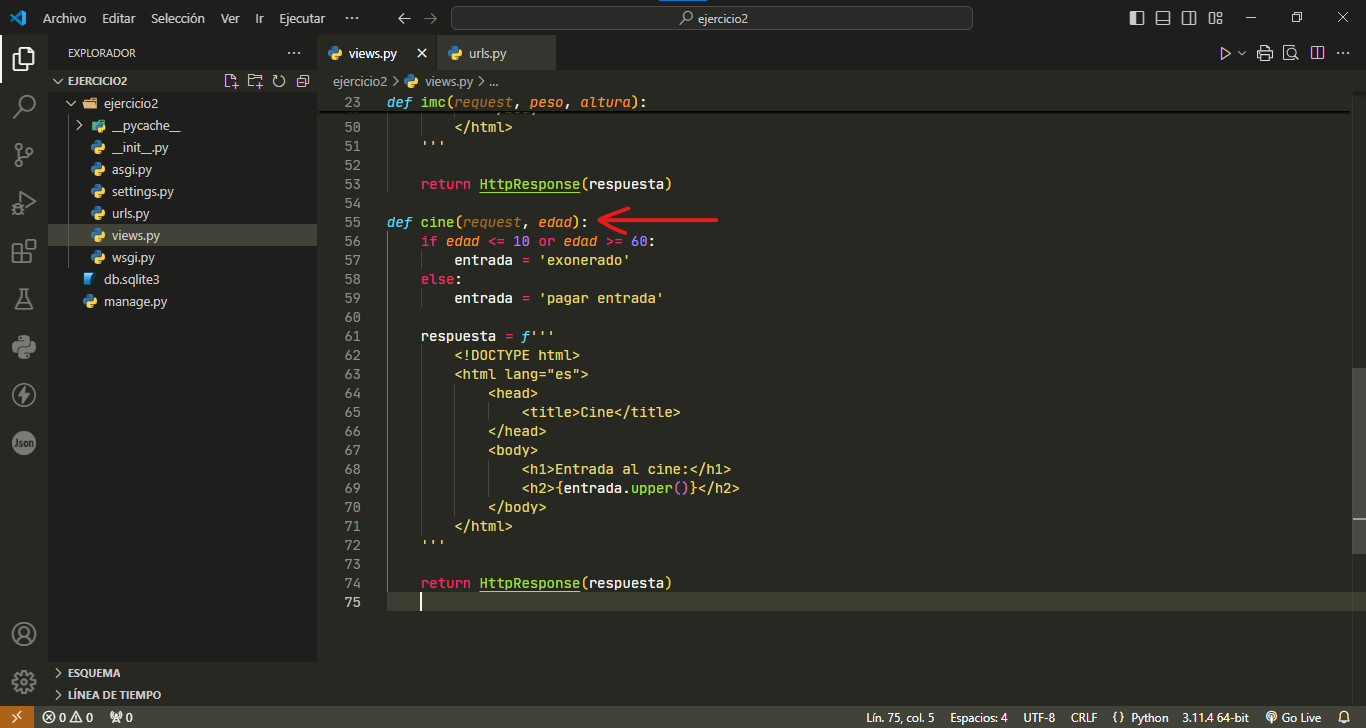 Archivo Editar Selección Ver Ir Ejecutar ··· ejercicio2
EXPLORADOR ···
EJERCICIO2
ejercicio2
__pycache__
__init__.py
asgi.py
settings.py
urls.py
views.py
wsgi.py
db.sqlite3
manage.py
ESQUEMA
LÍNEA DE TIEMPO
views.py urls.py
ejercicio2 > views.py > ...
23 def imc(request, peso, altura):
50 </html>
51 '''
52
53 return HttpResponse(respuesta)
54
55 def cine(request, edad):
56 if edad <= 10 or edad >= 60:
57 entrada = 'exonerado'
58 else:
59 entrada = 'pagar entrada'
60
61 respuesta = f'''
62 <!DOCTYPE html>
63 <html lang="es">
64 <head>
65 <title>Cine</title>
66 </head>
67 <body>
68 <h1>Entrada al cine:</h1>
69 <h2>{entrada.upper()}</h2>
70 </body>
71 </html>
72 '''
73
74 return HttpResponse(respuesta)
75
Json
0 0 0 Lín. 75, col. 5 Espacios: 4 UTF-8 CRLF {} Python 3.11.4 64-bit Go Live